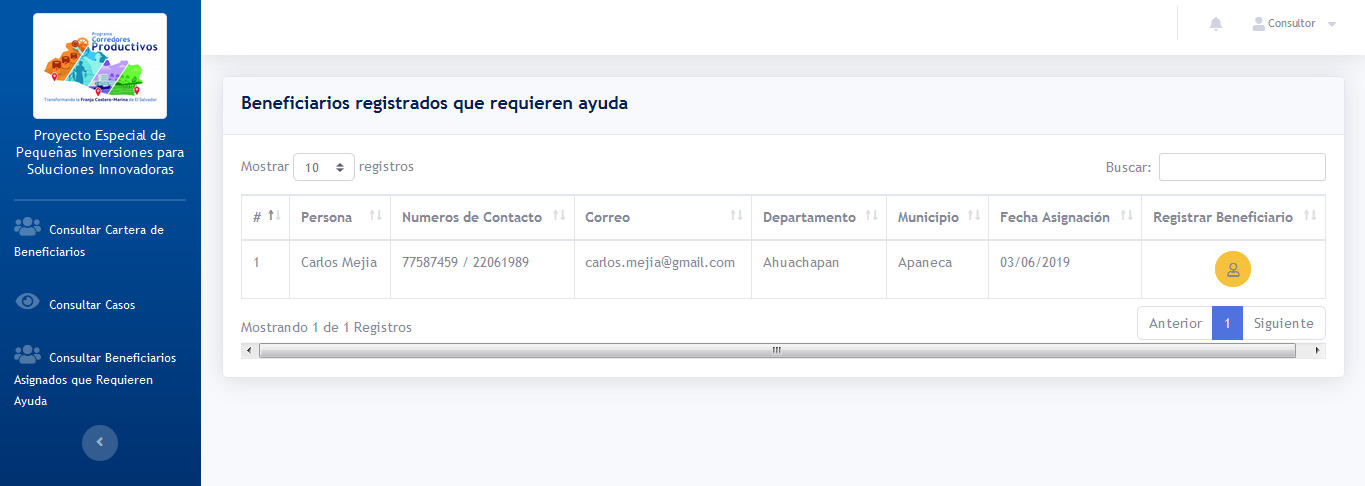 Programa
Corredores
Productivos
Transformando la Franja Costero-Marina de El Salvador
Proyecto Especial de
Pequeñas Inversiones para
Soluciones Innovadoras
Consultar Cartera de
Beneficiarios
Consultar Casos
Consultar Beneficiarios
Asignados que Requieren
Ayuda
Consultor
Beneficiarios registrados que requieren ayuda
Mostrar 10 registros
Buscar:
# Persona Numeros de Contacto Correo Departamento Municipio Fecha Asignación Registrar Beneficiario
1 Carlos Mejia 77587459 / 22061989 carlos.mejia@gmail.com Ahuachapan Apaneca 03/06/2019
Mostrando 1 de 1 Registros
Anterior 1 Siguiente